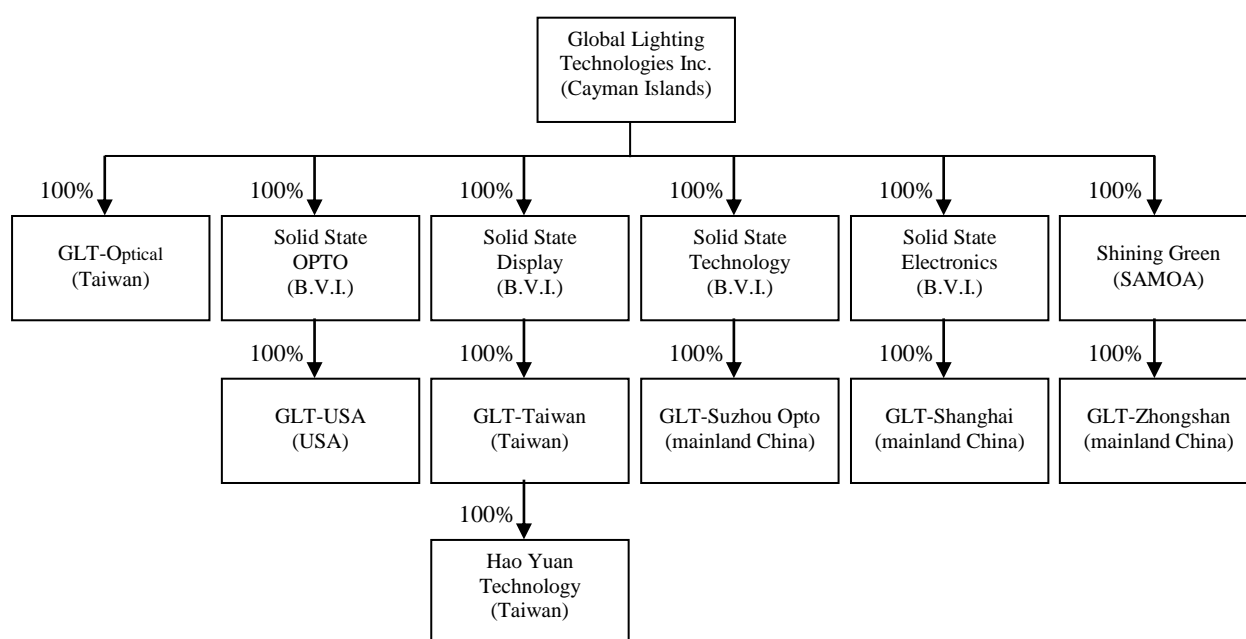 Global Lighting
Technologies Inc.
(Cayman Islands)
100%
100%
100%
100%
100%
100%
GLT-Optical
(Taiwan)
Solid State
OPTO
(B.V.I.)
Solid State
Display
(B.V.I.)
Solid State
Technology
(B.V.I.)
Solid State
Electronics
(B.V.I.)
Shining Green
(SAMOA)
100%
100%
100%
100%
100%
GLT-USA
(USA)
GLT-Taiwan
(Taiwan)
GLT-Suzhou Opto
(mainland China)
GLT-Shanghai
(mainland China)
GLT-Zhongshan
(mainland China)
100%
Hao Yuan
Technology
(Taiwan)